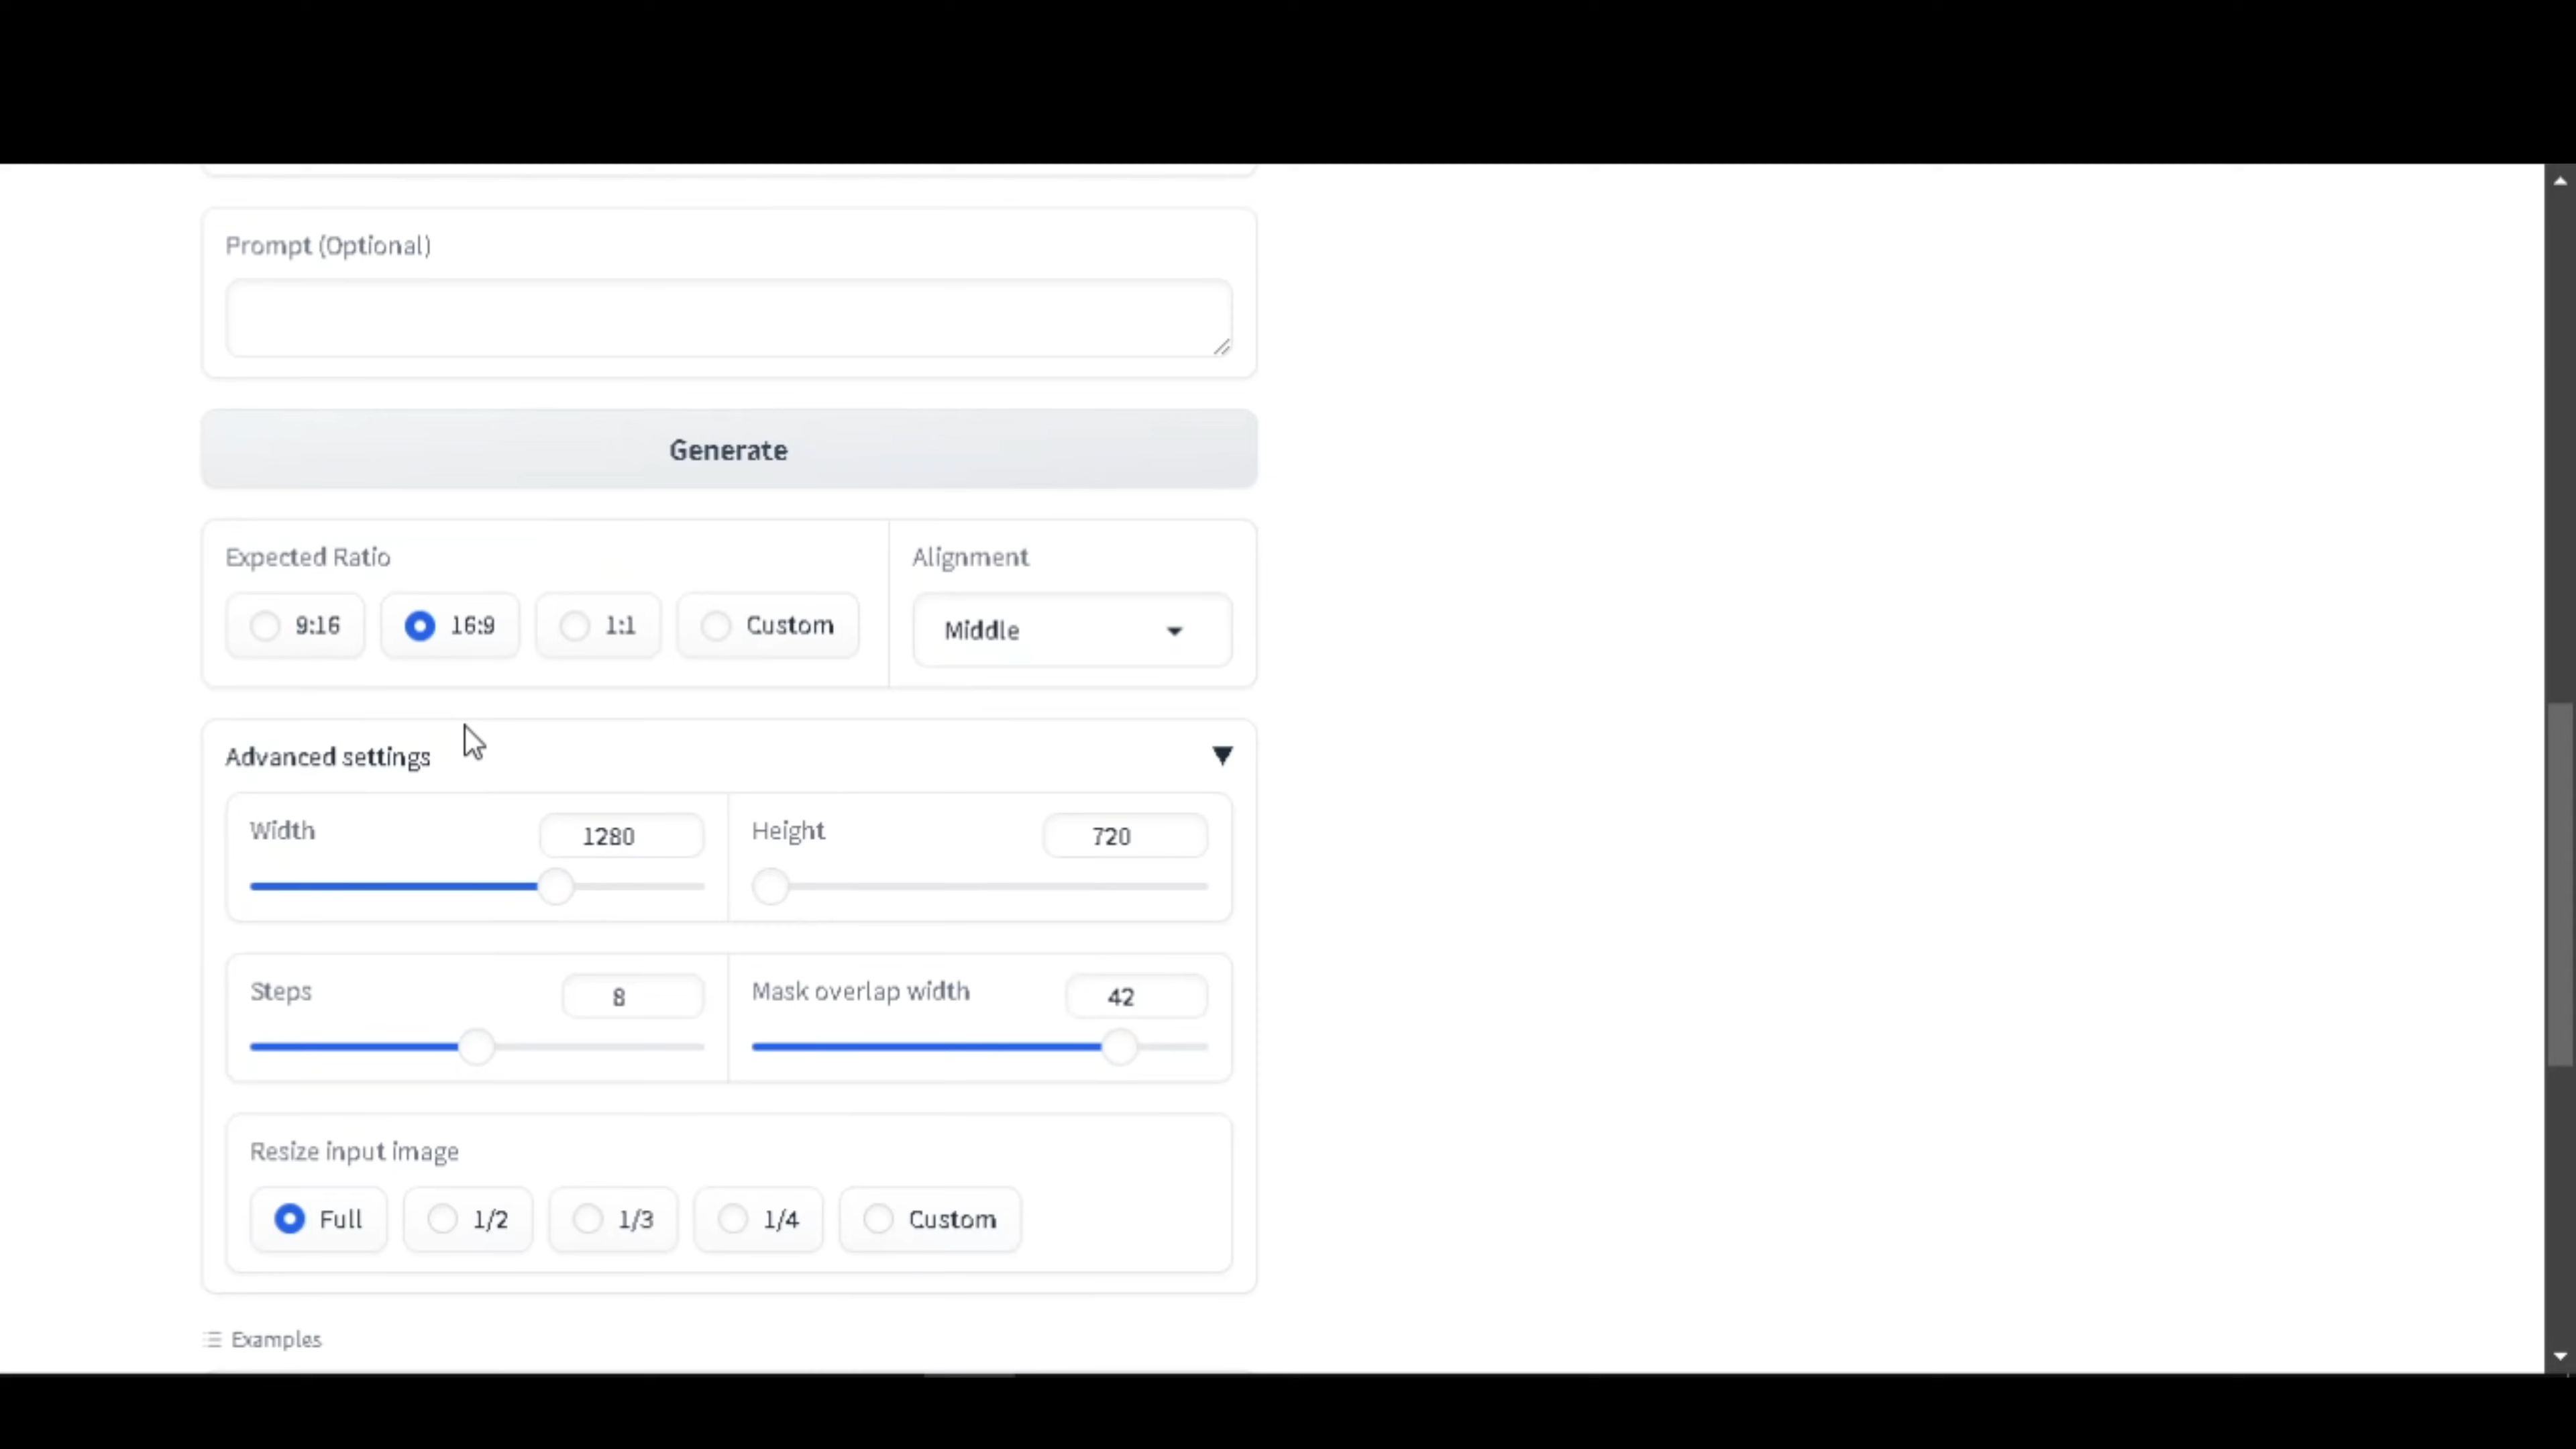 Prompt (Optional)
Generate
Expected Ratio
Alignment
9:16
16:9
1:1
Custom
Middle
Advanced settings
Width
1280
Height
720
Steps
8
Mask overlap width
42
Resize input image
Full
1/2
1/3
1/4
Custom
Examples